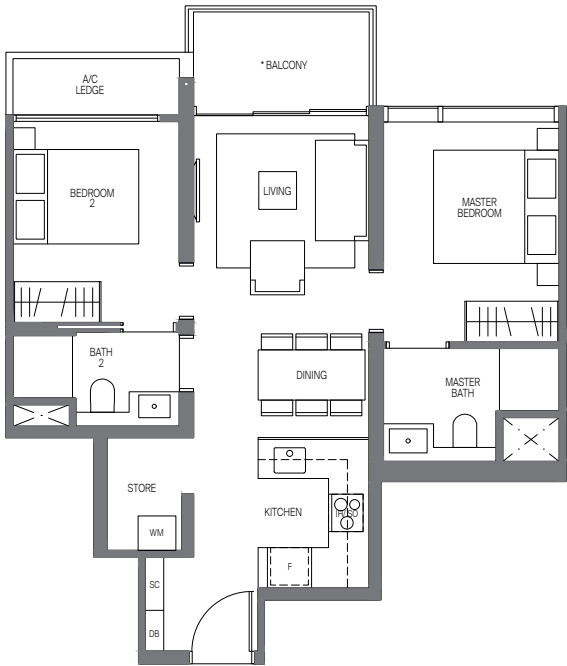 * BALCONY
A/C
LEDGE
BEDROOM
2
LIVING
MASTER
BEDROOM
BATH
2
DINING
MASTER
BATH
STORE
KITCHEN
WM
F
SC
DB